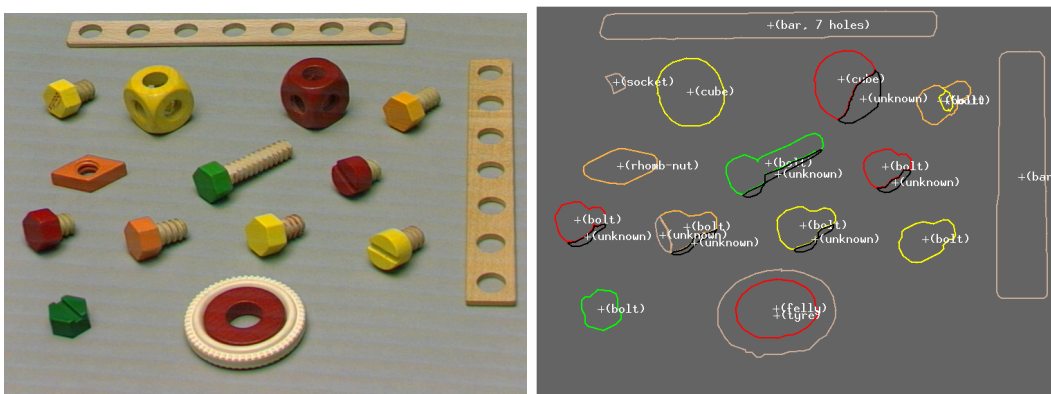 +(bar, 7 holes)
+(socket)
+(cube)
+(cube)
+(unknown)
+(bolt)
+(rhomb-nut)
+(bolt)
+(unknown)
+(bolt)
+(unknown)
+(bar
+(bolt)
+(unknown)
+(bolt)
+(unknown)
+(unknown)
+(bolt)
+(unknown)
+(bolt)
+(bolt)
+(felly)
+(tyre)